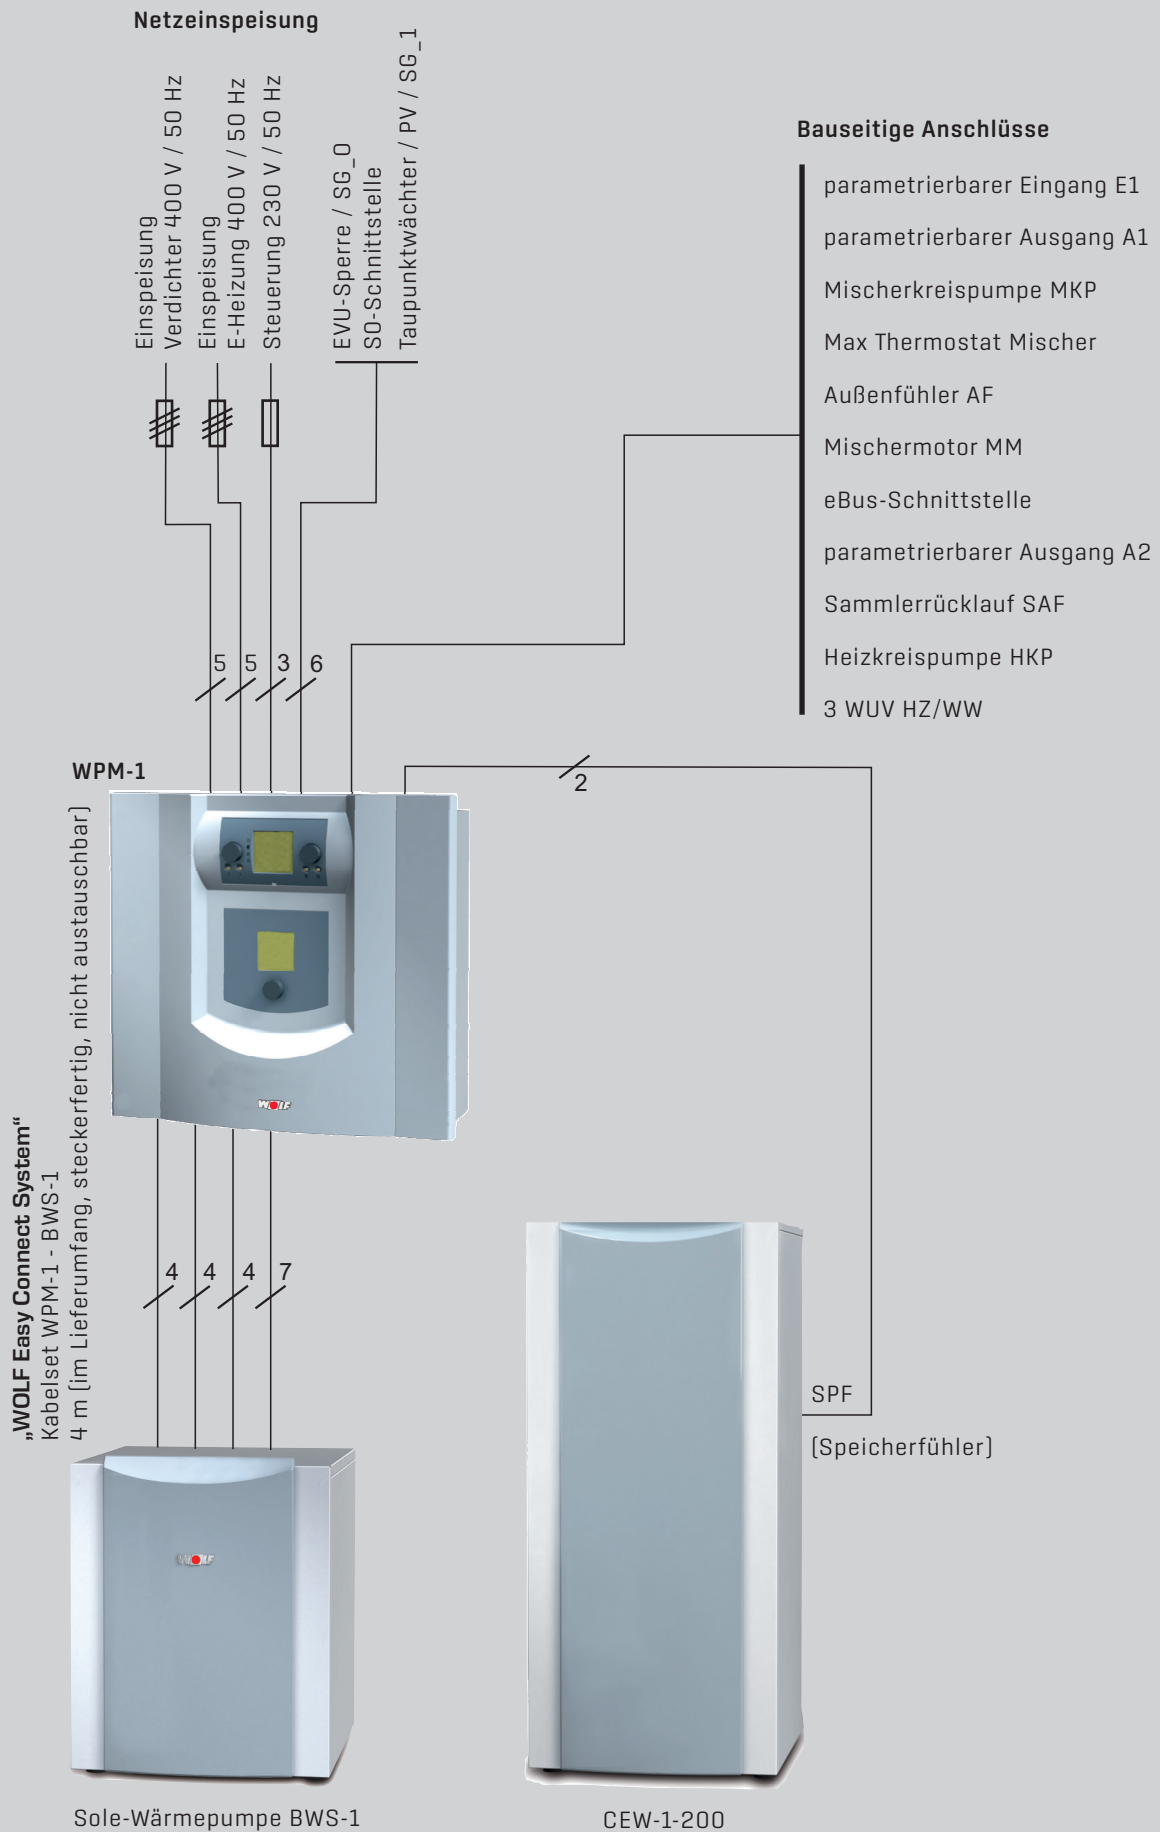 Netzeinspeisung
Einspeisung
Verdichter 400 V / 50 Hz
Einspeisung
E-Heizung 400 V / 50 Hz
Steuerung 230 V / 50 Hz
EVU-Sperre / SG_0
S0-Schnittstelle
Taupunktwächter / PV / SG_1
Bauseitige Anschlüsse
parametrierbarer Eingang E1
parametrierbarer Ausgang A1
Mischerkreispumpe MKP
Max Thermostat Mischer
Außenfühler AF
Mischermotor MM
eBus-Schnittstelle
parametrierbarer Ausgang A2
Sammlerrücklauf SAF
Heizkreispumpe HKP
3 WUV HZ/WW
5 5 3 6
2
WPM-1
WOLF
„WOLF Easy Connect System“
Kabelset WPM-1 - BWS-1
4 m (im Lieferumfang, steckerfertig, nicht austauschbar)
4 4 4 7
SPF
(Speicherfühler)
WOLF
Sole-Wärmepumpe BWS-1
CEW-1-200